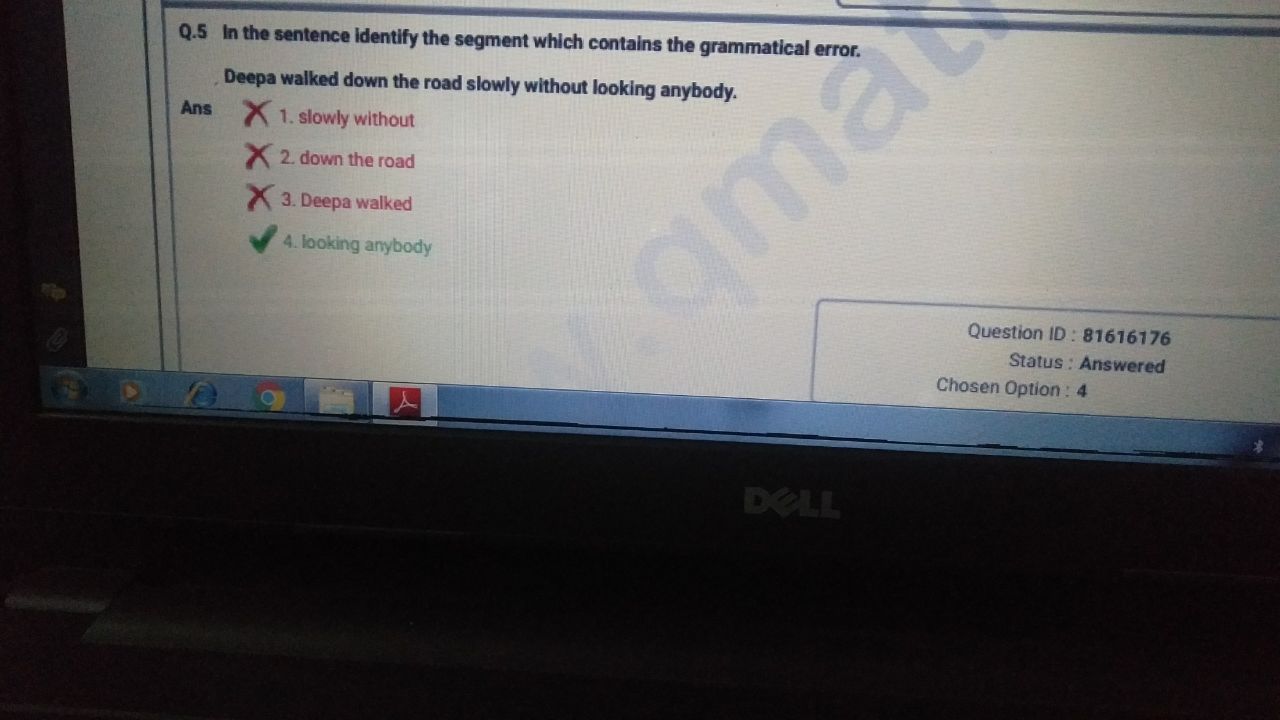 Q.5 In the sentence identify the segment which contains the grammatical error.
Deepa walked down the road slowly without looking anybody.
Ans
1. slowly without
2. down the road
3. Deepa walked
4. looking anybody
Question ID : 81616176
Status : Answered
Chosen Option : 4
DELL